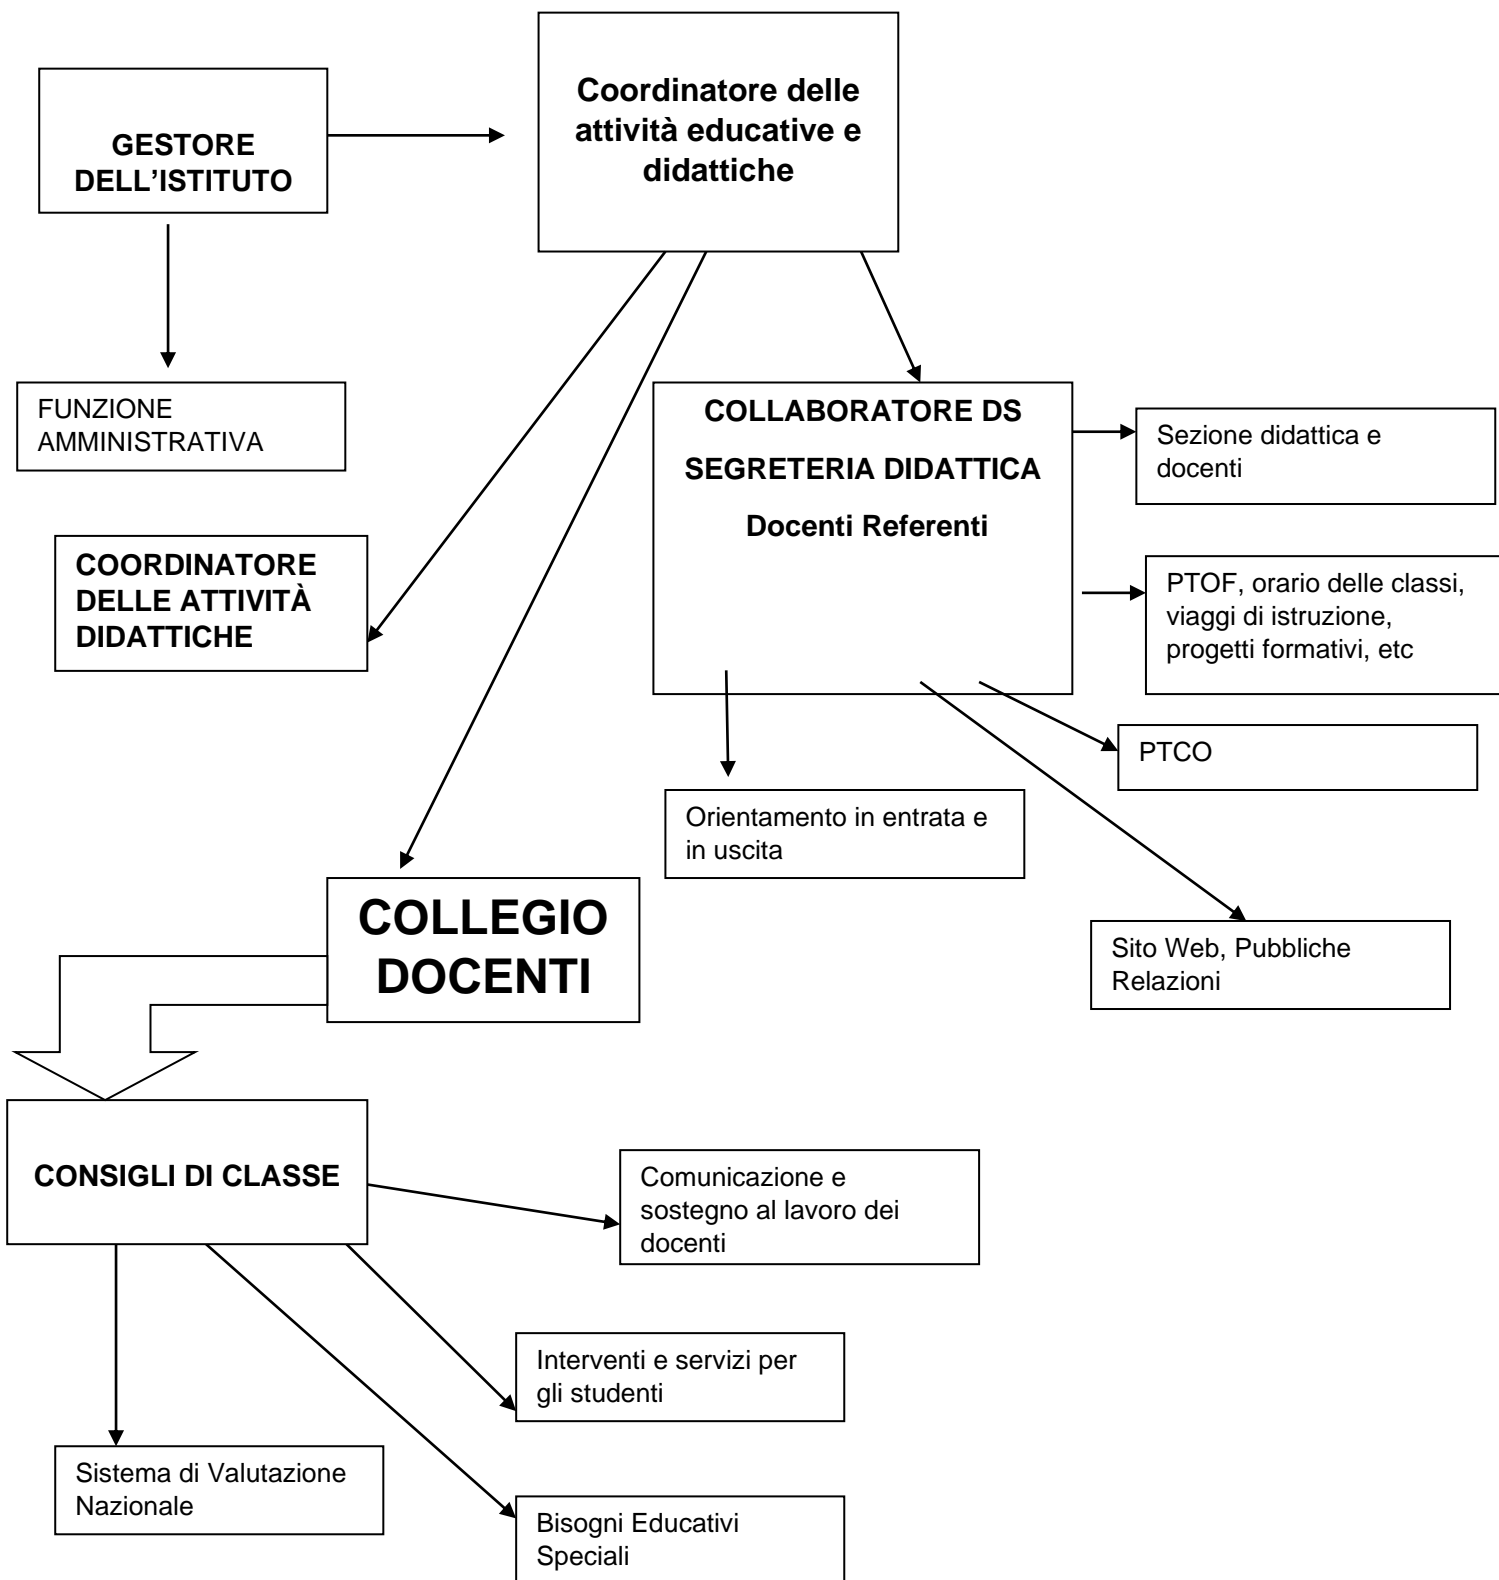 Coordinatore delle
attività educative e
didattiche
GESTORE
DELL’ISTITUTO
FUNZIONE
AMMINISTRATIVA
COLLABORATORE DS
SEGRETERIA DIDATTICA
Docenti Referenti
Sezione didattica e
docenti
COORDINATORE
DELLE ATTIVITÀ
DIDATTICHE
PTOF, orario delle classi,
viaggi di istruzione,
progetti formativi, etc
PTCO
Orientamento in entrata e
in uscita
COLLEGIO
DOCENTI
Sito Web, Pubbliche
Relazioni
CONSIGLI DI CLASSE
Comunicazione e
sostegno al lavoro dei
docenti
Interventi e servizi per
gli studenti
Sistema di Valutazione
Nazionale
Bisogni Educativi
Speciali